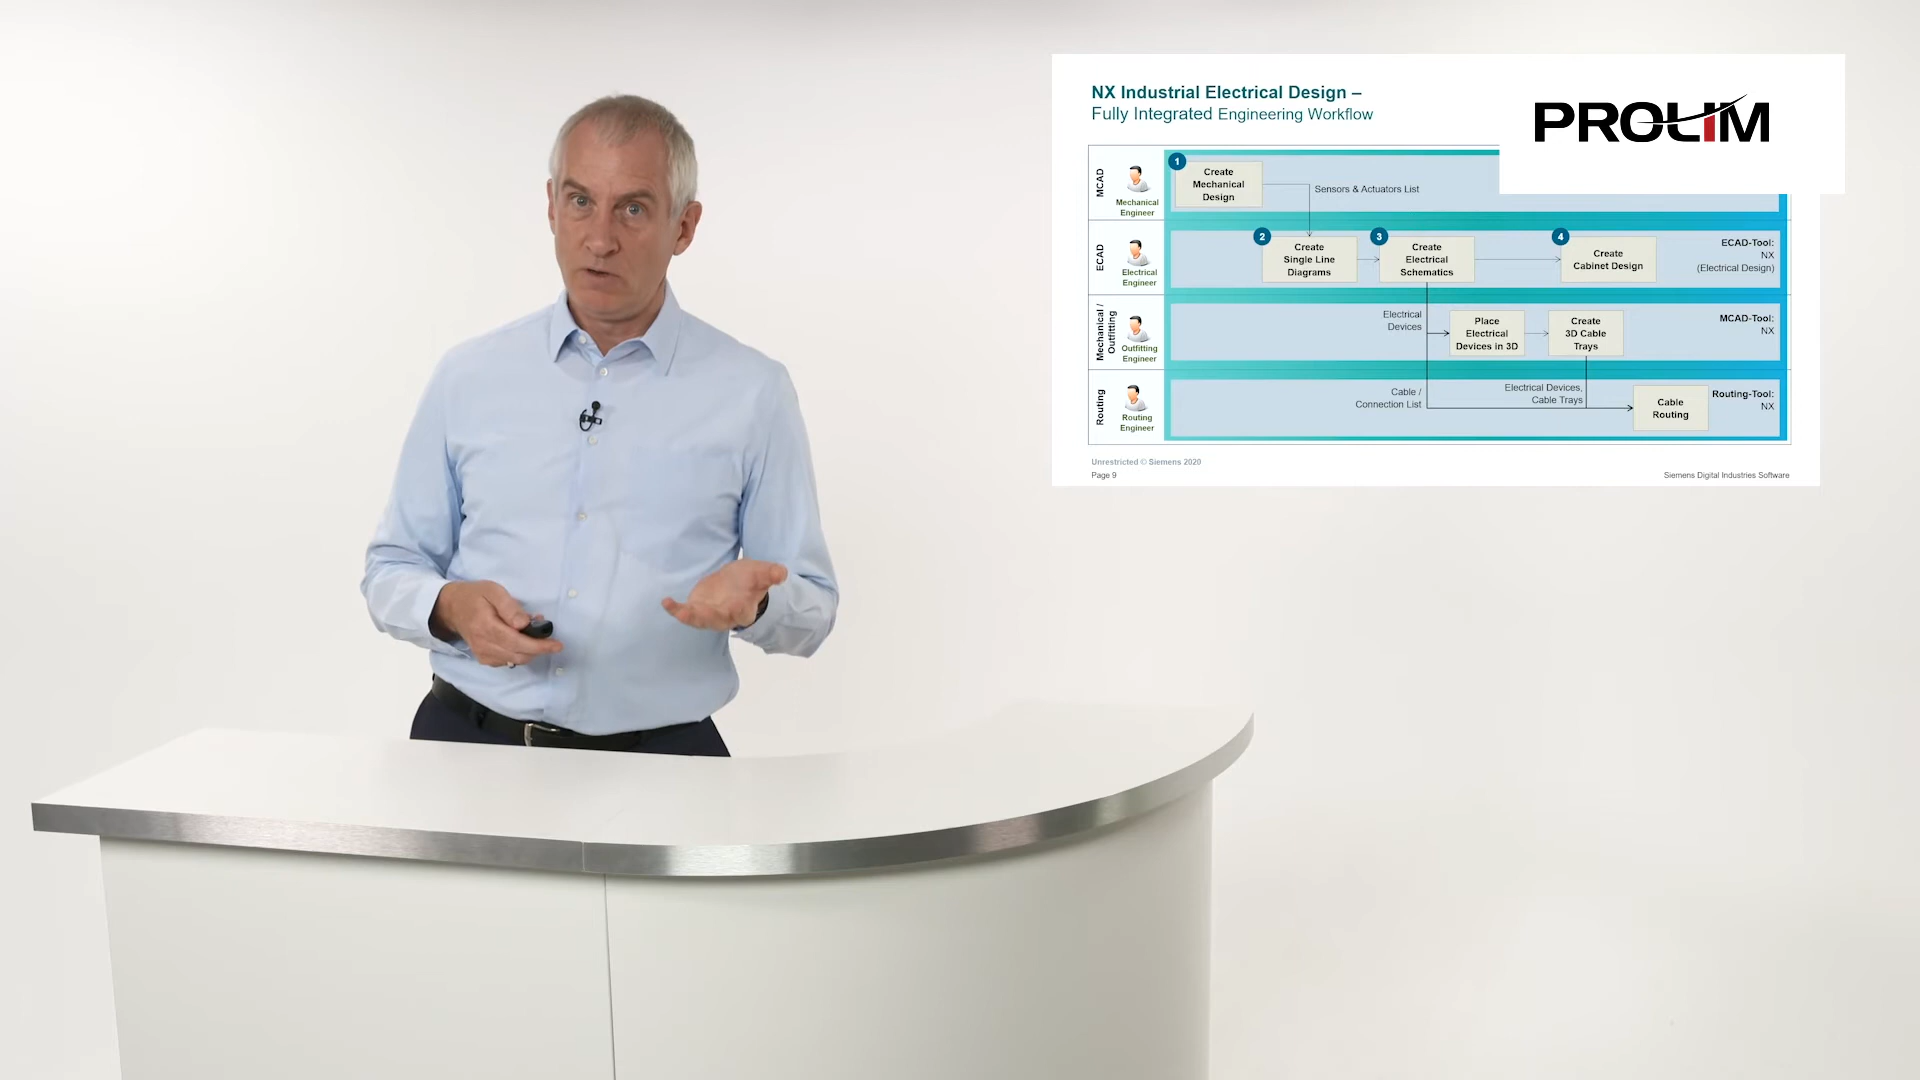 NX Industrial Electrical Design –
Fully Integrated Engineering Workflow
PROLIM
MCAD
Mechanical
Engineer
1
Create
Mechanical
Design
Sensors & Actuators List
ECAD
Electrical
Engineer
2
Create
Single Line
Diagrams
3
Create
Electrical
Schematics
4
Create
Cabinet Design
ECAD-Tool:
NX
(Electrical Design)
Mechanical /
Outfitting
Outfitting
Engineer
Electrical
Devices
Place
Electrical
Devices in 3D
Create
3D Cable
Trays
MCAD-Tool:
NX
Routing
Routing
Engineer
Cable /
Connection List
Electrical Devices,
Cable Trays
Cable
Routing
Routing-Tool:
NX
Unrestricted © Siemens 2020
Page 9
Siemens Digital Industries Software